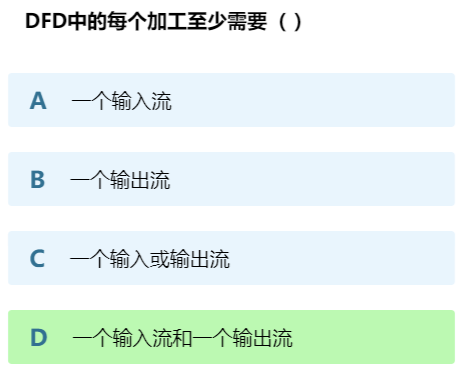 DFD中的每个加工至少需要（ ）
A 一个输入流
B 一个输出流
C 一个输入或输出流
D 一个输入流和一个输出流